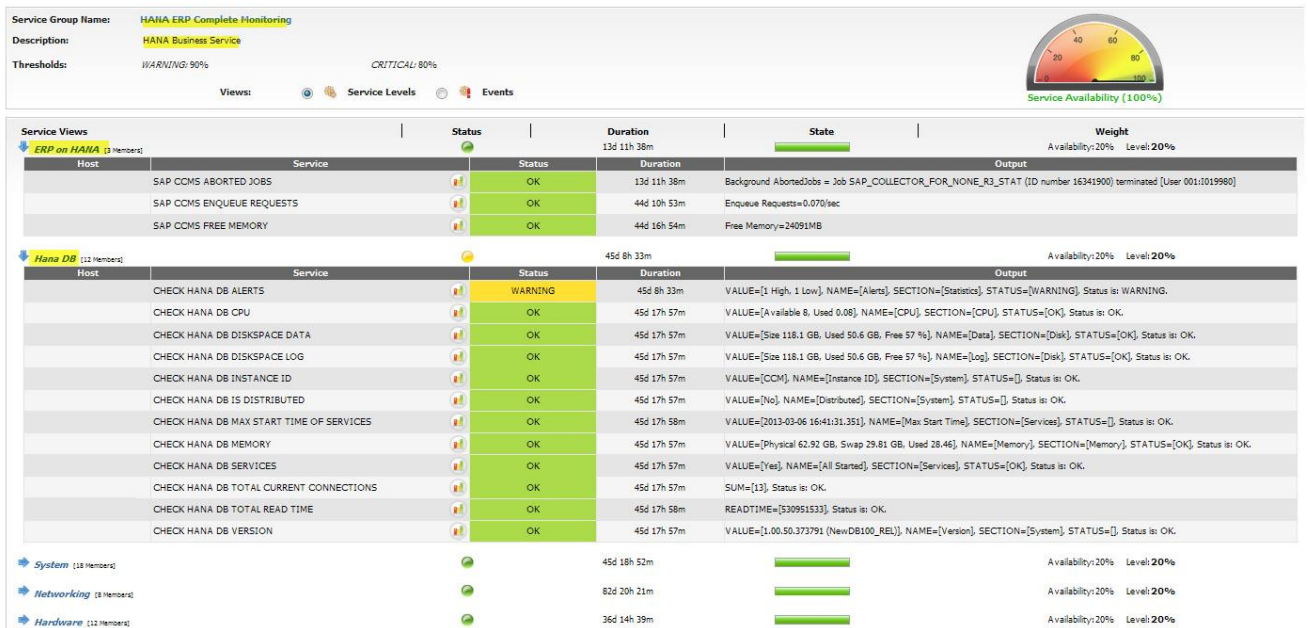 Service Group Name: HANA ERP Complete Monitoring
Description: HANA Business Service
Thresholds: WARNING: 90% CRITICAL: 80%
Views: Service Levels Events
0 20 40 60 80 100
Service Availability (100%)
Service Views Status Duration State Weight
ERP on HANA [3 Members] 13d 11h 38m Availability:20% Level:20%
Host Service Status Duration Output
SAP CCMS ABORTED JOBS OK 13d 11h 38m Background AbortedJobs = Job SAP_COLLECTOR_FOR_NONE_R3_STAT (ID number 16341900) terminated [User 001:I019980]
SAP CCMS ENQUEUE REQUESTS OK 44d 10h 53m Enqueue Requests=0.070/sec
SAP CCMS FREE MEMORY OK 44d 16h 54m Free Memory=24091MB
Hana DB [12 Members] 45d 8h 33m Availability:20% Level:20%
Host Service Status Duration Output
CHECK HANA DB ALERTS WARNING 45d 8h 33m VALUE=[1 High, 1 Low], NAME=[Alerts], SECTION=[Statistics], STATUS=[WARNING], Status is: WARNING.
CHECK HANA DB CPU OK 45d 17h 57m VALUE=[Available 8, Used 0.08], NAME=[CPU], SECTION=[CPU], STATUS=[OK], Status is: OK.
CHECK HANA DB DISKSPACE DATA OK 45d 17h 57m VALUE=[Size 118.1 GB, Used 50.6 GB, Free 57 %], NAME=[Data], SECTION=[Disk], STATUS=[OK], Status is: OK.
CHECK HANA DB DISKSPACE LOG OK 45d 17h 57m VALUE=[Size 118.1 GB, Used 50.6 GB, Free 57 %], NAME=[Log], SECTION=[Disk], STATUS=[OK], Status is: OK.
CHECK HANA DB INSTANCE ID OK 45d 17h 57m VALUE=[CCM], NAME=[Instance ID], SECTION=[System], STATUS=[], Status is: OK.
CHECK HANA DB IS DISTRIBUTED OK 45d 17h 57m VALUE=[No], NAME=[Distributed], SECTION=[System], STATUS=[], Status is: OK.
CHECK HANA DB MAX START TIME OF SERVICES OK 45d 17h 58m VALUE=[2013-03-06 16:41:31.351], NAME=[Max Start Time], SECTION=[Services], STATUS=[], Status is: OK.
CHECK HANA DB MEMORY OK 45d 17h 57m VALUE=[Physical 62.92 GB, Swap 29.81 GB, Used 28.46], NAME=[Memory], SECTION=[Memory], STATUS=[OK], Status is: OK.
CHECK HANA DB SERVICES OK 45d 17h 57m VALUE=[Yes], NAME=[All Started], SECTION=[Services], STATUS=[OK], Status is: OK.
CHECK HANA DB TOTAL CURRENT CONNECTIONS OK 45d 17h 57m SUM=[13], Status is: OK.
CHECK HANA DB TOTAL READ TIME OK 45d 17h 58m READTIME=[530951533], Status is: OK.
CHECK HANA DB VERSION OK 45d 17h 57m VALUE=[1.00.50.373791 (NewDB100_REL)], NAME=[Version], SECTION=[System], STATUS=[], Status is: OK.
System [18 Members] 45d 18h 52m Availability:20% Level:20%
Networking [8 Members] 82d 20h 21m Availability:20% Level:20%
Hardware [12 Members] 36d 14h 39m Availability:20% Level:20%